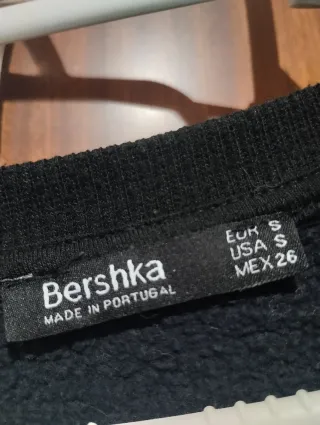 Bershka
MADE IN PORTUGAL
EUR S
USA S
MEX 26